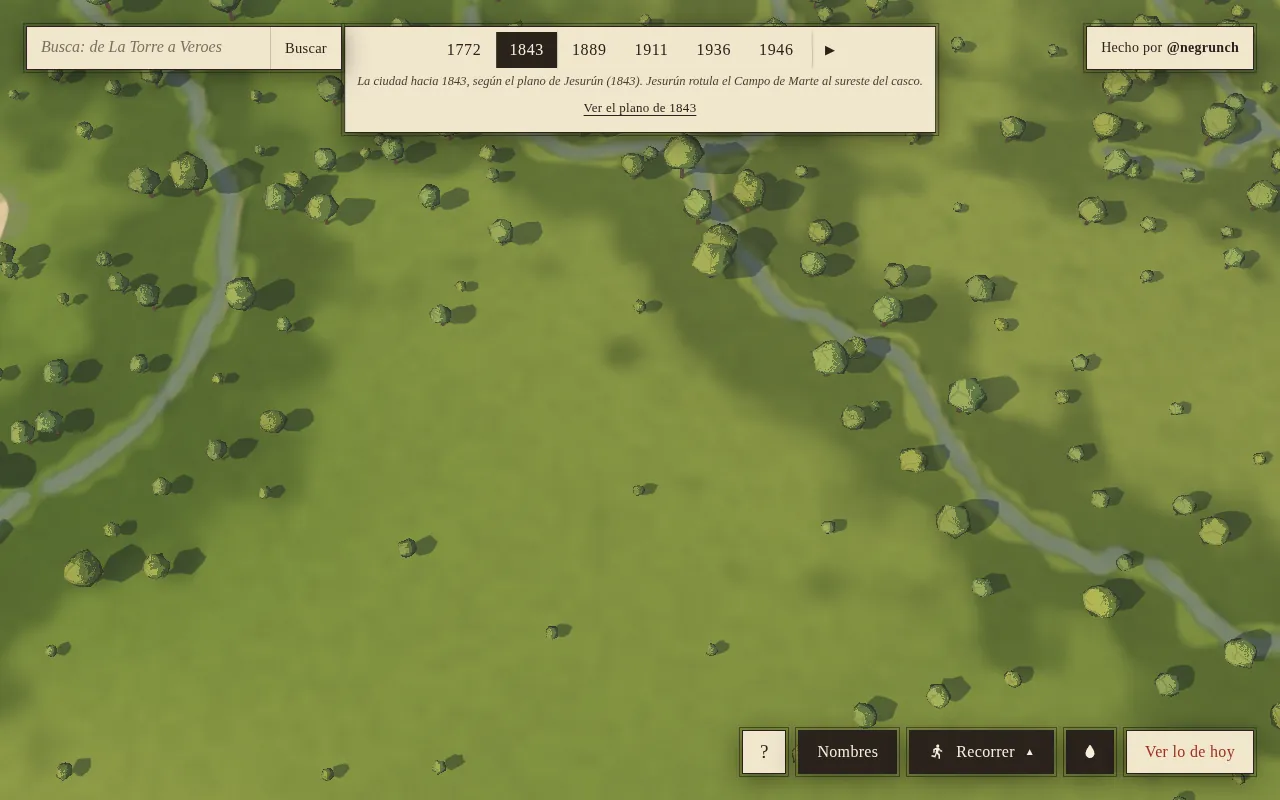 Busca: de La Torre a Veroes
Buscar
1772 1843 1889 1911 1936 1946 ▶
La ciudad hacia 1843, según el plano de Jesurún (1843). Jesurún rotula el Campo de Marte al sureste del casco.
Ver el plano de 1843
Hecho por @negrunch
?
Nombres
Recorrer ▲
Ver lo de hoy